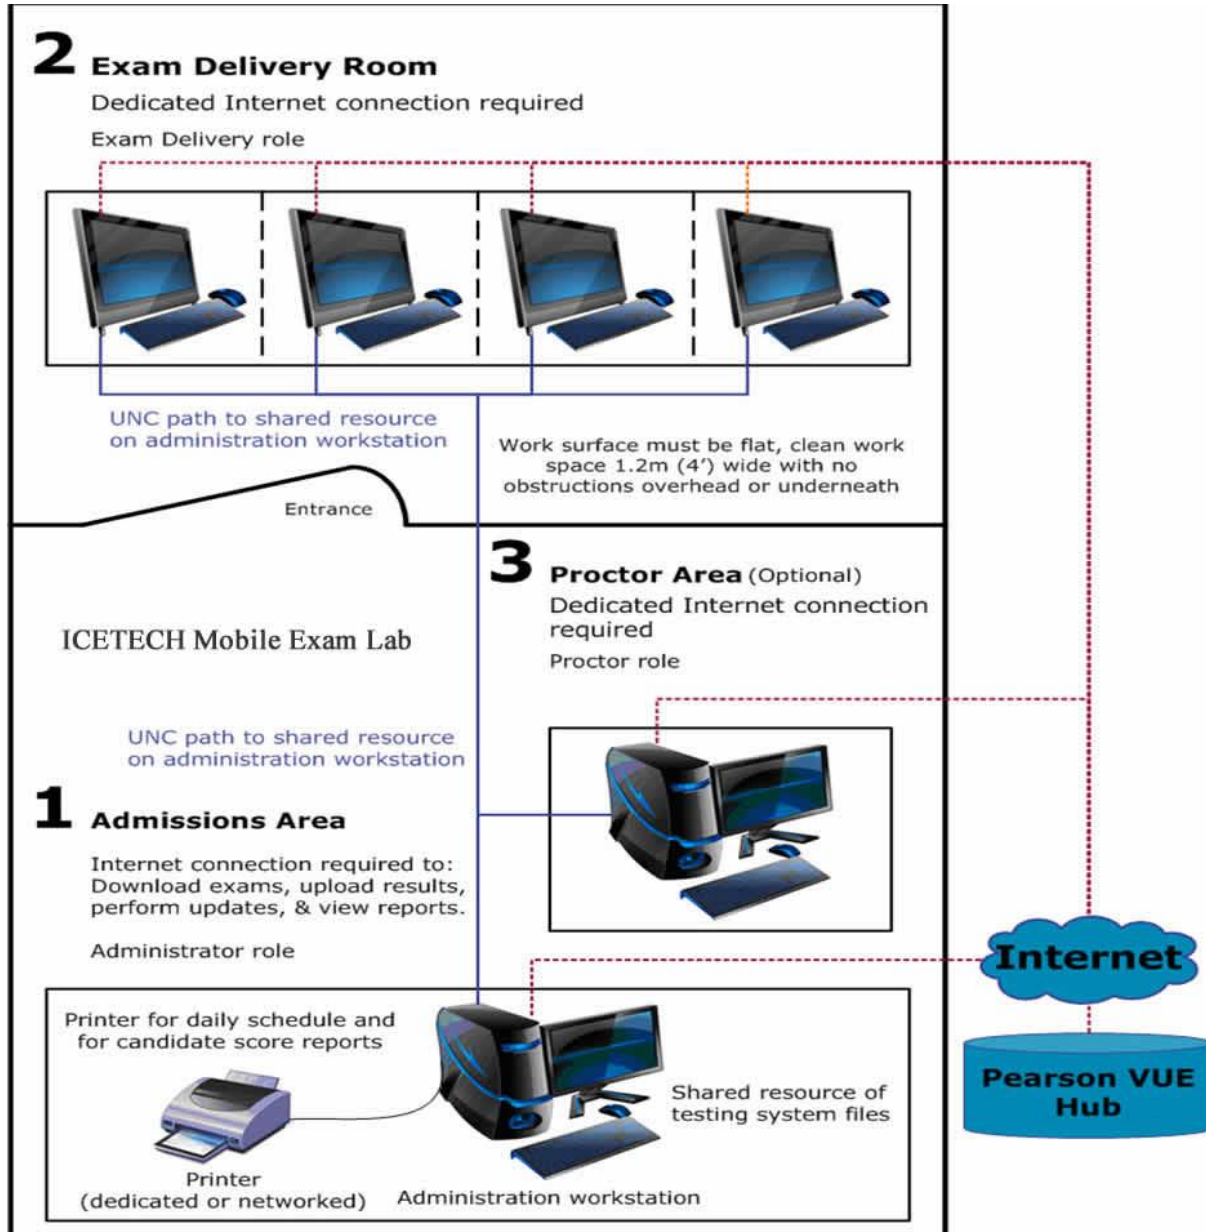 2 Exam Delivery Room
Dedicated Internet connection required
Exam Delivery role
UNC path to shared resource
on administration workstation
Work surface must be flat, clean work
space 1.2m (4') wide with no
obstructions overhead or underneath
Entrance
3 Proctor Area (Optional)
Dedicated Internet connection
required
Proctor role
ICETECH Mobile Exam Lab
UNC path to shared resource
on administration workstation
1 Admissions Area
Internet connection required to:
Download exams, upload results,
perform updates, & view reports.
Administrator role
Printer for daily schedule and
for candidate score reports
Printer
(dedicated or networked)
Administration workstation
Shared resource of
testing system files
Internet
Pearson VUE
Hub